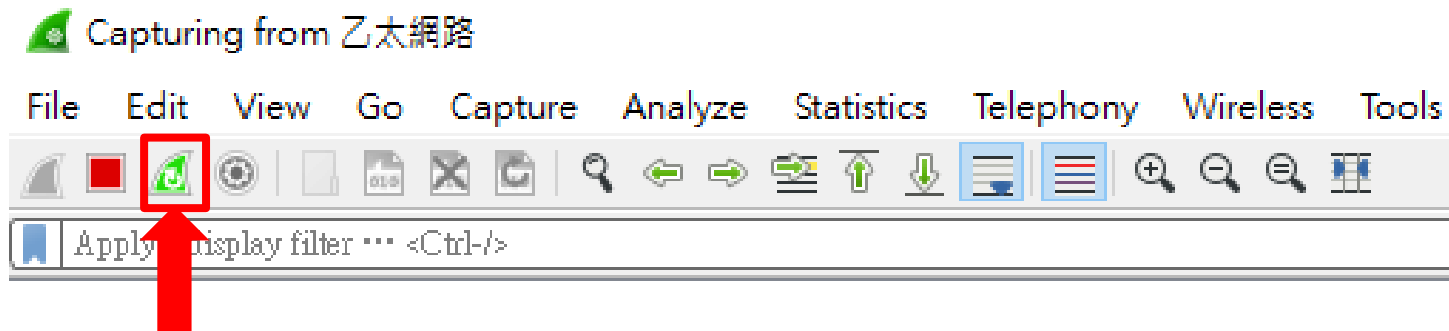 Capturing from 乙太網路
File Edit View Go Capture Analyze Statistics Telephony Wireless Tools
Apply display filter ⋯ <Ctrl-/>